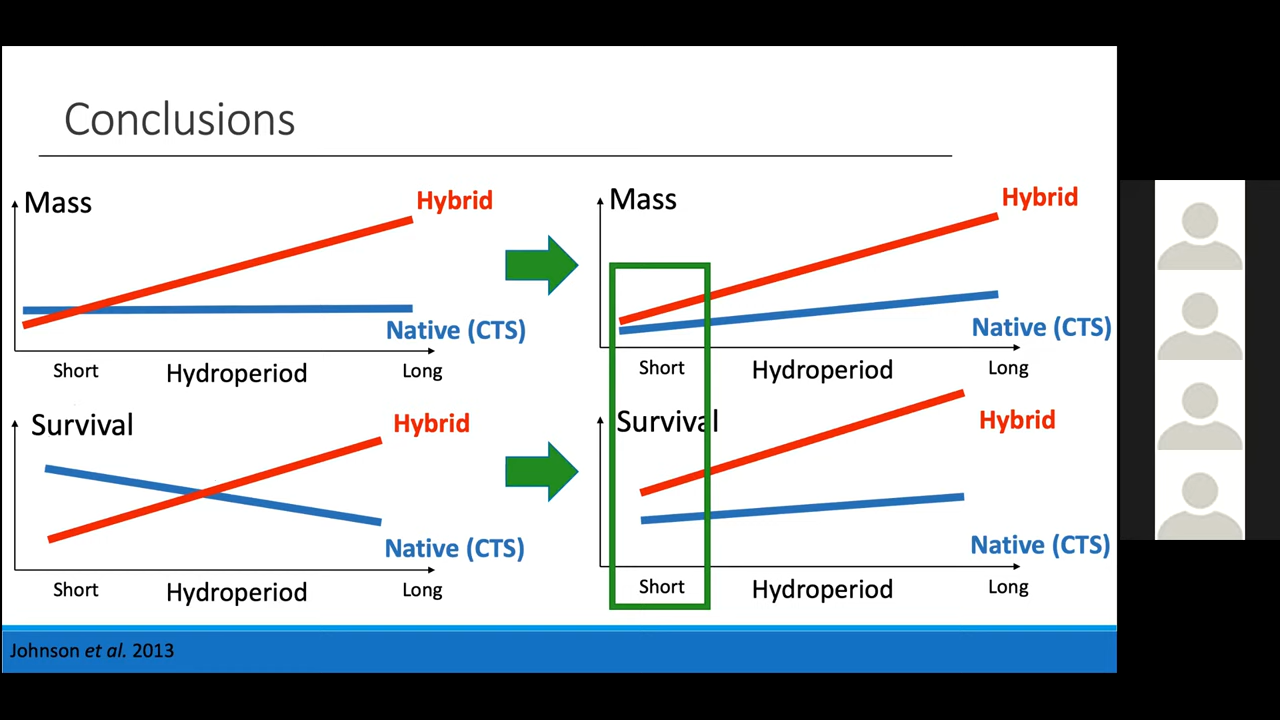 Conclusions
Mass
Hybrid
Native (CTS)
Short
Hydroperiod
Long
Mass
Hybrid
Native (CTS)
Short
Hydroperiod
Long
Survival
Hybrid
Native (CTS)
Short
Hydroperiod
Long
Survival
Hybrid
Native (CTS)
Short
Hydroperiod
Long
Johnson et al. 2013